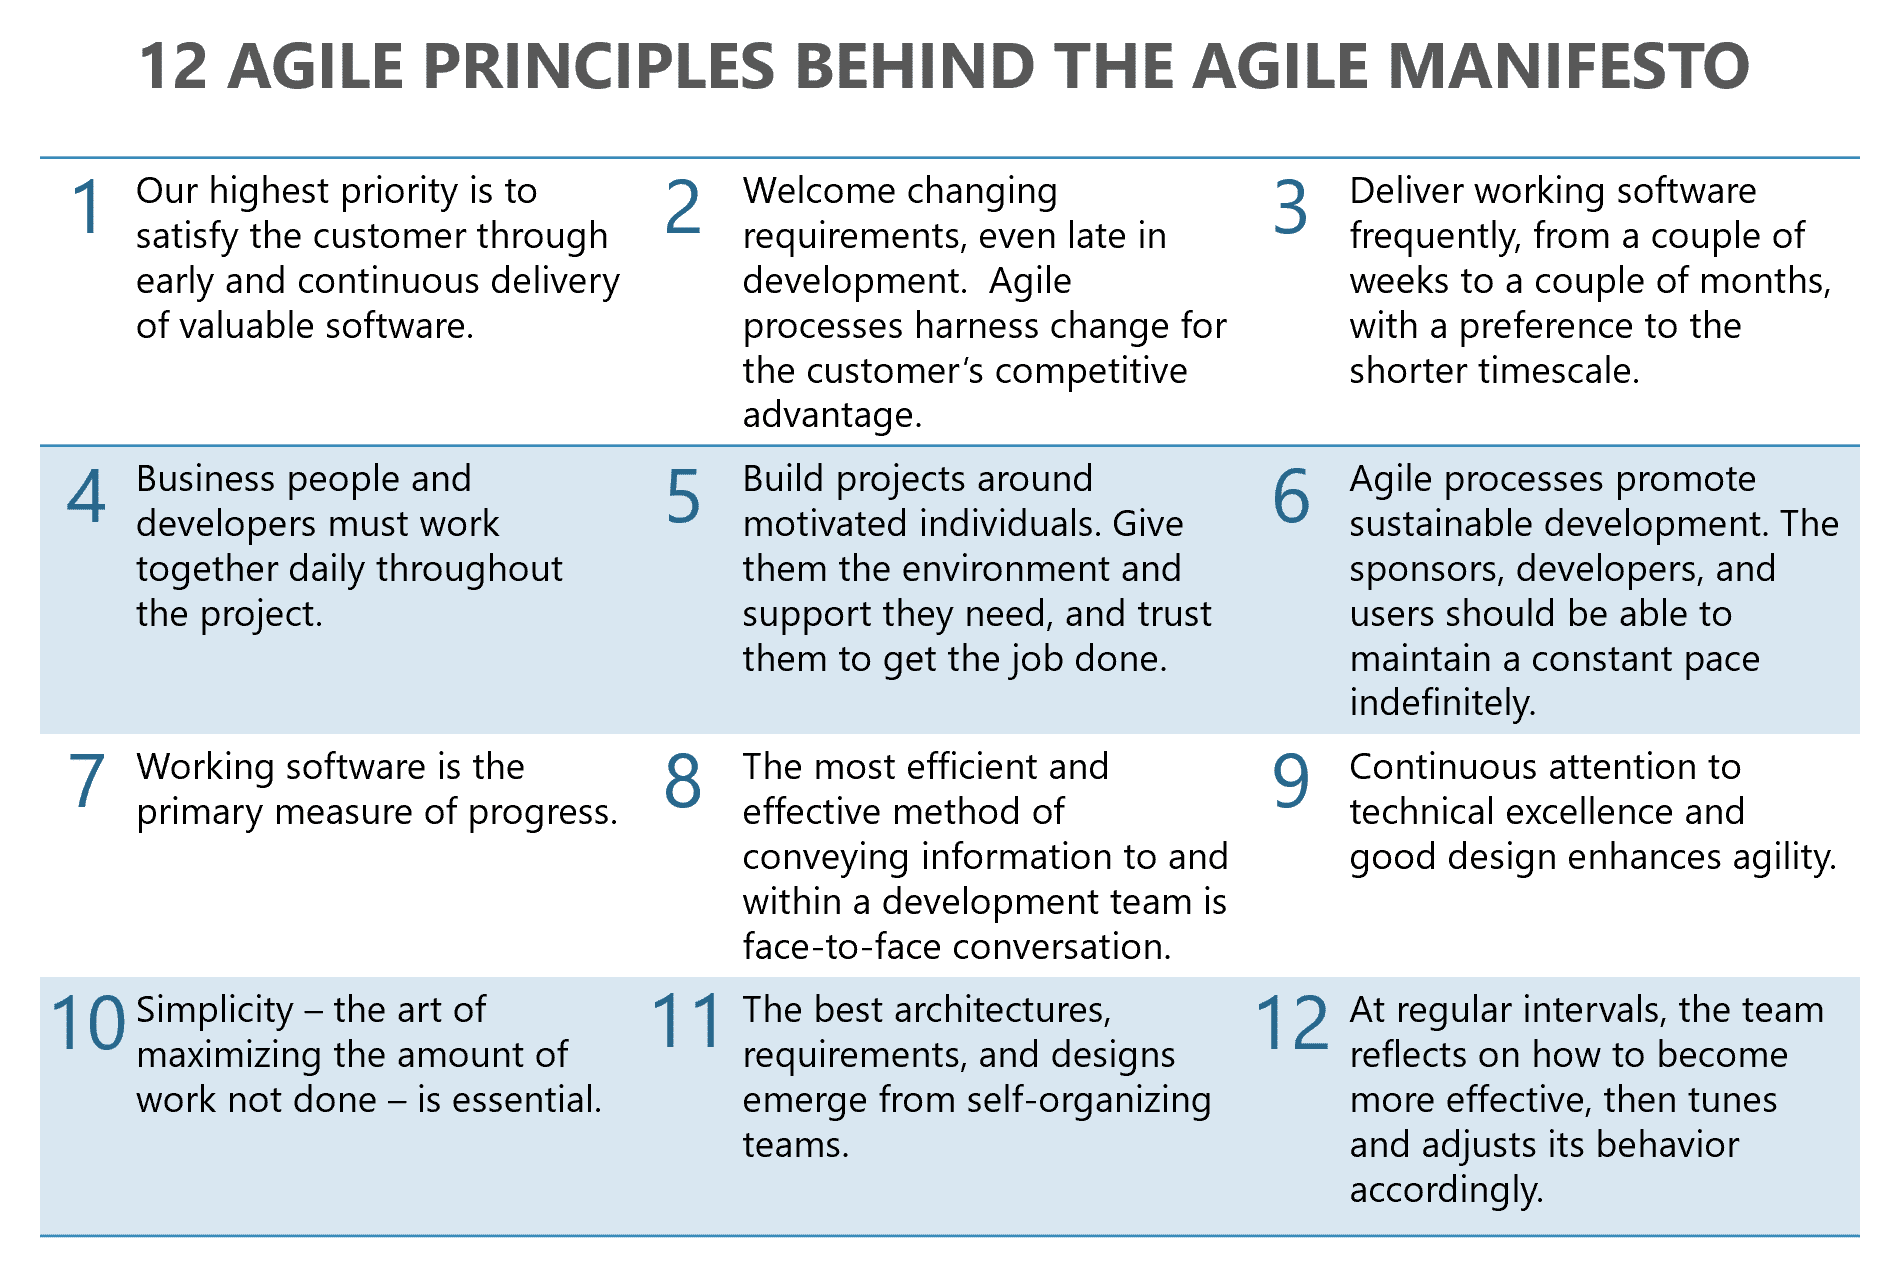 12 AGILE PRINCIPLES BEHIND THE AGILE MANIFESTO
1
Our highest priority is to
satisfy the customer through
early and continuous delivery
of valuable software.
2
Welcome changing
requirements, even late in
development.  Agile
processes harness change for
the customer‘s competitive
advantage.
3
Deliver working software
frequently, from a couple of
weeks to a couple of months,
with a preference to the
shorter timescale.
4
Business people and
developers must work
together daily throughout
the project.
5
Build projects around
motivated individuals. Give
them the environment and
support they need, and trust
them to get the job done.
6
Agile processes promote
sustainable development. The
sponsors, developers, and
users should be able to
maintain a constant pace
indefinitely.
7
Working software is the
primary measure of progress.
8
The most efficient and
effective method of
conveying information to and
within a development team is
face-to-face conversation.
9
Continuous attention to
technical excellence and
good design enhances agility.
10
Simplicity – the art of
maximizing the amount of
work not done – is essential.
11
The best architectures,
requirements, and designs
emerge from self-organizing
teams.
12
At regular intervals, the team
reflects on how to become
more effective, then tunes
and adjusts its behavior
accordingly.